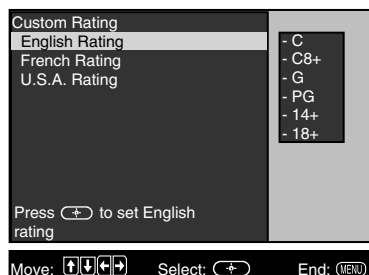 Custom Rating
English Rating
French Rating
U.S.A. Rating
- C
- C8+
- G
- PG
- 14+
- 18+
Press to set English
rating
Move: Select: End: MENU